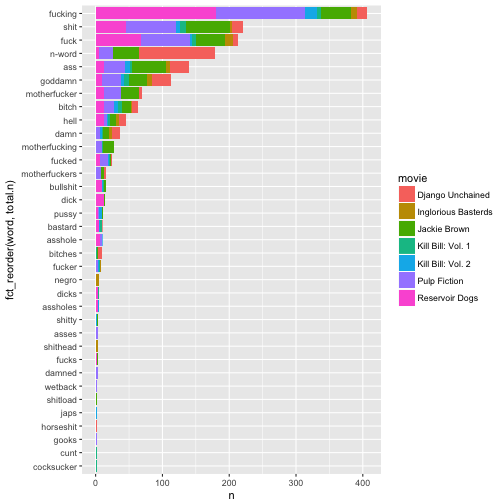 fucking
shit
fuck
n-word
ass
goddamn
motherfucker
bitch
hell
damn
motherfucking
fucked
motherfuckers
bullshit
dick
pussy
bastard
asshole
bitches
fucker
negro
dicks
assholes
shitty
asses
shithead
fucks
damned
wetback
shitload
japs
horseshit
gooks
cunt
cocksucker
fct_reorder(word, total.n)
0 100 200 300 400
n
movie
Django Unchained
Inglorious Basterds
Jackie Brown
Kill Bill: Vol. 1
Kill Bill: Vol. 2
Pulp Fiction
Reservoir Dogs